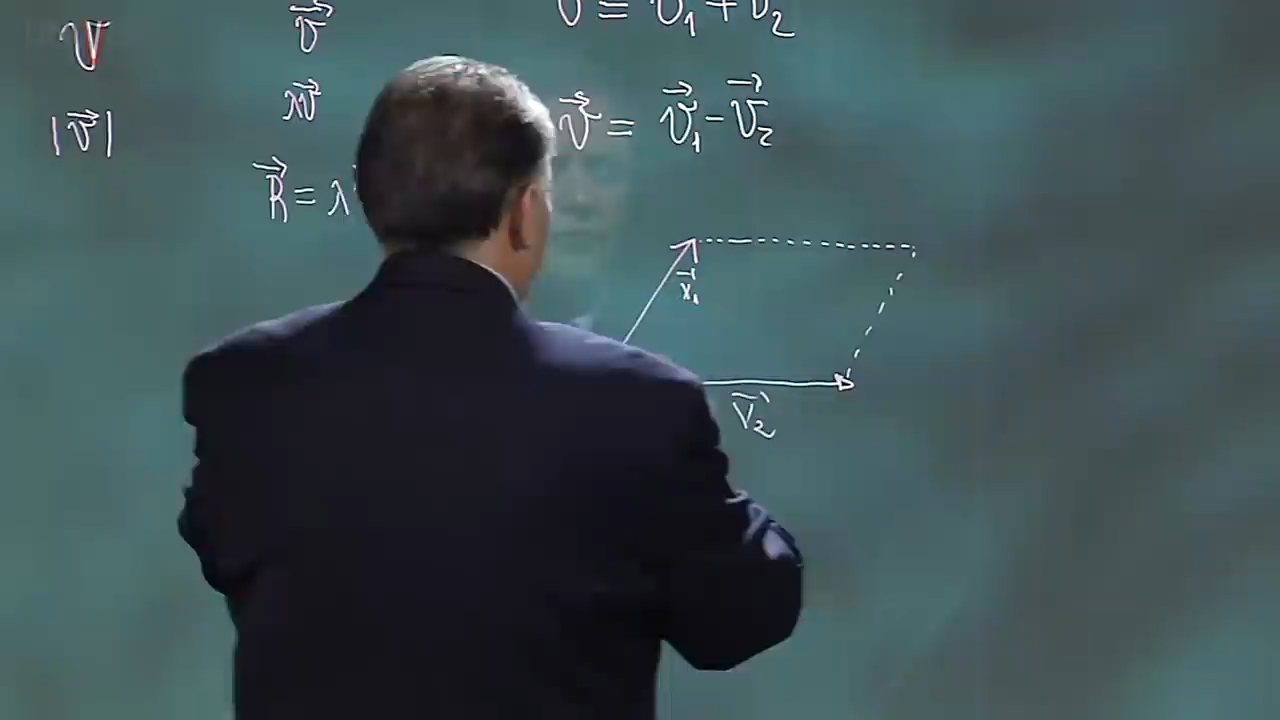 v⃗
v⃗ = v⃗₁ + v⃗₂
V
λv⃗
v⃗ = v⃗₁ - v⃗₂
|v⃗|
R⃗ = λ
v⃗₁
v⃗₂